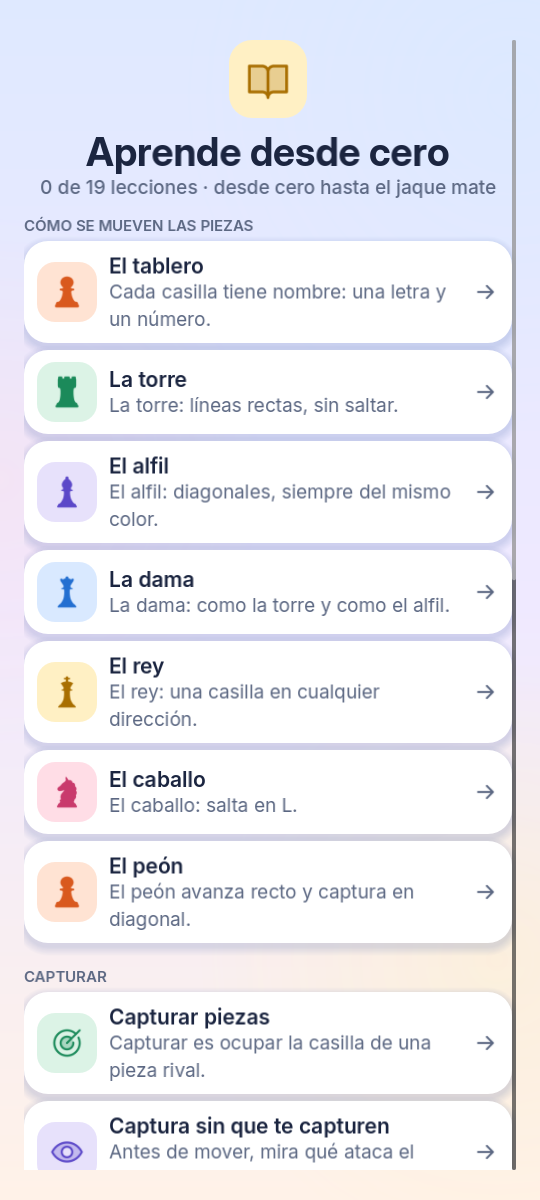 Aprende desde cero
0 de 19 lecciones · desde cero hasta el jaque mate
CÓMO SE MUEVEN LAS PIEZAS
El tablero
Cada casilla tiene nombre: una letra y
un número.
La torre
La torre: líneas rectas, sin saltar.
El alfil
El alfil: diagonales, siempre del mismo
color.
La dama
La dama: como la torre y como el alfil.
El rey
El rey: una casilla en cualquier
dirección.
El caballo
El caballo: salta en L.
El peón
El peón avanza recto y captura en
diagonal.
CAPTURAR
Capturar piezas
Capturar es ocupar la casilla de una
pieza rival.
Captura sin que te capturen
Antes de mover, mira qué ataca el